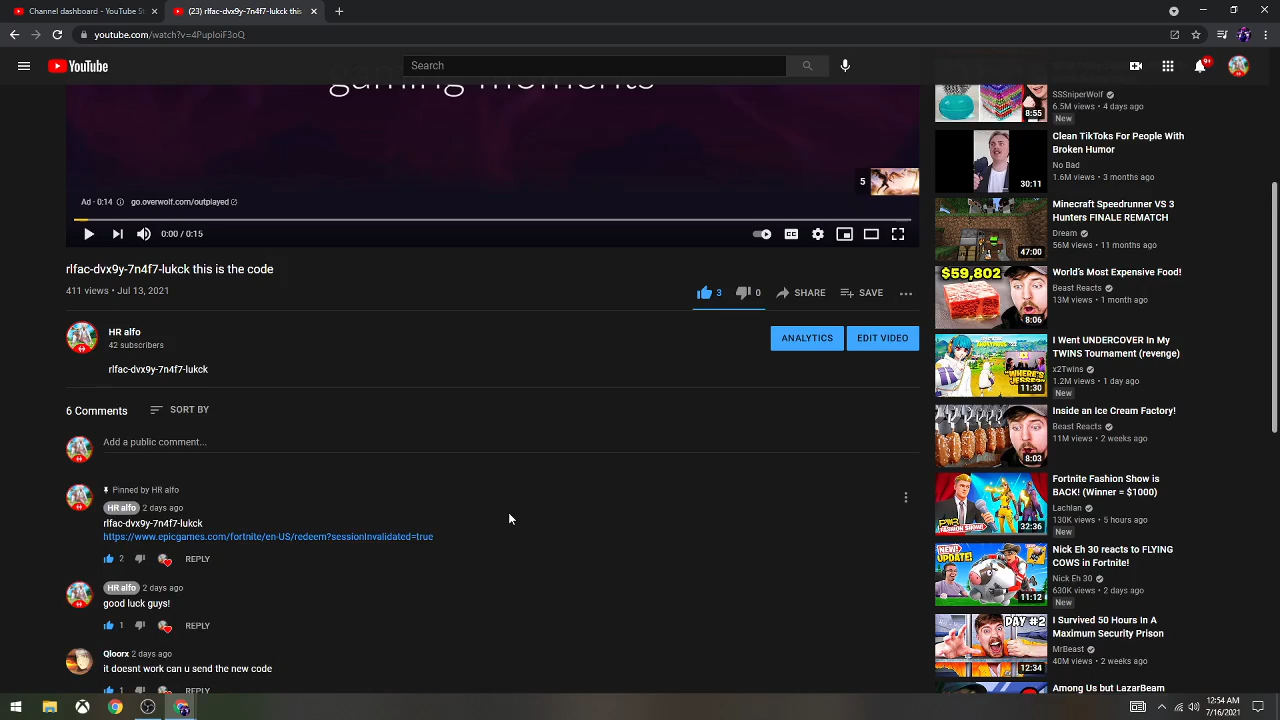 Channel dashboard - YouTube St
(23) rlfac-dvx9y-7n4f7-lukck this
youtube.com/watch?v=4PupIoiF3oQ
YouTube
Search
9+
gaming moments
5
Ad · 0:14
go.overwolf.com/outplayed
0:00 / 0:15
CC
rlfac-dvx9y-7n4f7-lukck this is the code
411 views • Jul 13, 2021
3
0
SHARE
SAVE
HR alfo
42 subscribers
ANALYTICS
EDIT VIDEO
rlfac-dvx9y-7n4f7-lukck
6 Comments
SORT BY
Add a public comment...
Pinned by HR alfo
HR alfo 2 days ago
rlfac-dvx9y-7n4f7-lukck
https://www.epicgames.com/fortnite/en-US/redeem?sessionInvalidated=true
2
REPLY
HR alfo 2 days ago
good luck guys!
1
REPLY
Qloorx 2 days ago
it doesnt work can u send the new code
1
REPLY
8:55
SSSniperWolf
6.5M views • 4 days ago
New
30:11
Clean TikToks For People With
Broken Humor
No Bad
1.6M views • 3 months ago
47:00
Minecraft Speedrunner VS 3
Hunters FINALE REMATCH
Dream
56M views • 11 months ago
$59,802
8:06
World's Most Expensive Food!
Beast Reacts
13M views • 1 month ago
"WHERE'S
JESSE?"
11:30
I Went UNDERCOVER In My
TWINS Tournament (revenge)
x2Twins
1.2M views • 1 day ago
New
8:03
Inside an Ice Cream Factory!
Beast Reacts
11M views • 2 weeks ago
FASHION SHOW!
32:36
Fortnite Fashion Show is
BACK! (Winner = $1000)
Lachlan
130K views • 5 hours ago
New
NEW!
UPDATE!
11:12
Nick Eh 30 reacts to FLYING
COWS in Fortnite!
Nick Eh 30
630K views • 2 days ago
New
DAY #2
12:34
I Survived 50 Hours In A
Maximum Security Prison
MrBeast
40M views • 2 weeks ago
Among Us but LazarBeam
12:54 AM
7/16/2021